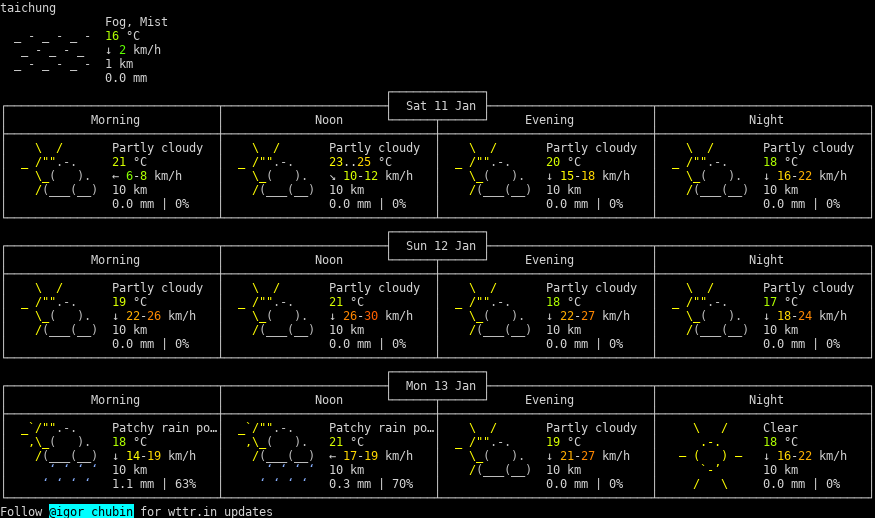 taichung
Fog, Mist
16 °C
↓ 2 km/h
1 km
0.0 mm
Sat 11 Jan
Morning Noon Evening Night
Partly cloudy Partly cloudy Partly cloudy Partly cloudy
21 °C 23..25 °C 20 °C 18 °C
← 6-8 km/h ↘ 10-12 km/h ↓ 15-18 km/h ↓ 16-22 km/h
10 km 10 km 10 km 10 km
0.0 mm | 0% 0.0 mm | 0% 0.0 mm | 0% 0.0 mm | 0%
Sun 12 Jan
Morning Noon Evening Night
Partly cloudy Partly cloudy Partly cloudy Partly cloudy
19 °C 21 °C 18 °C 17 °C
↓ 22-26 km/h ↓ 26-30 km/h ↓ 22-27 km/h ↓ 18-24 km/h
10 km 10 km 10 km 10 km
0.0 mm | 0% 0.0 mm | 0% 0.0 mm | 0% 0.0 mm | 0%
Mon 13 Jan
Morning Noon Evening Night
Patchy rain po… Patchy rain po… Partly cloudy Clear
18 °C 21 °C 19 °C 18 °C
↓ 14-19 km/h ← 17-19 km/h ↓ 21-27 km/h ↓ 16-22 km/h
10 km 10 km 10 km 10 km
1.1 mm | 63% 0.3 mm | 70% 0.0 mm | 0% 0.0 mm | 0%
Follow @igor_chubin for wttr.in updates